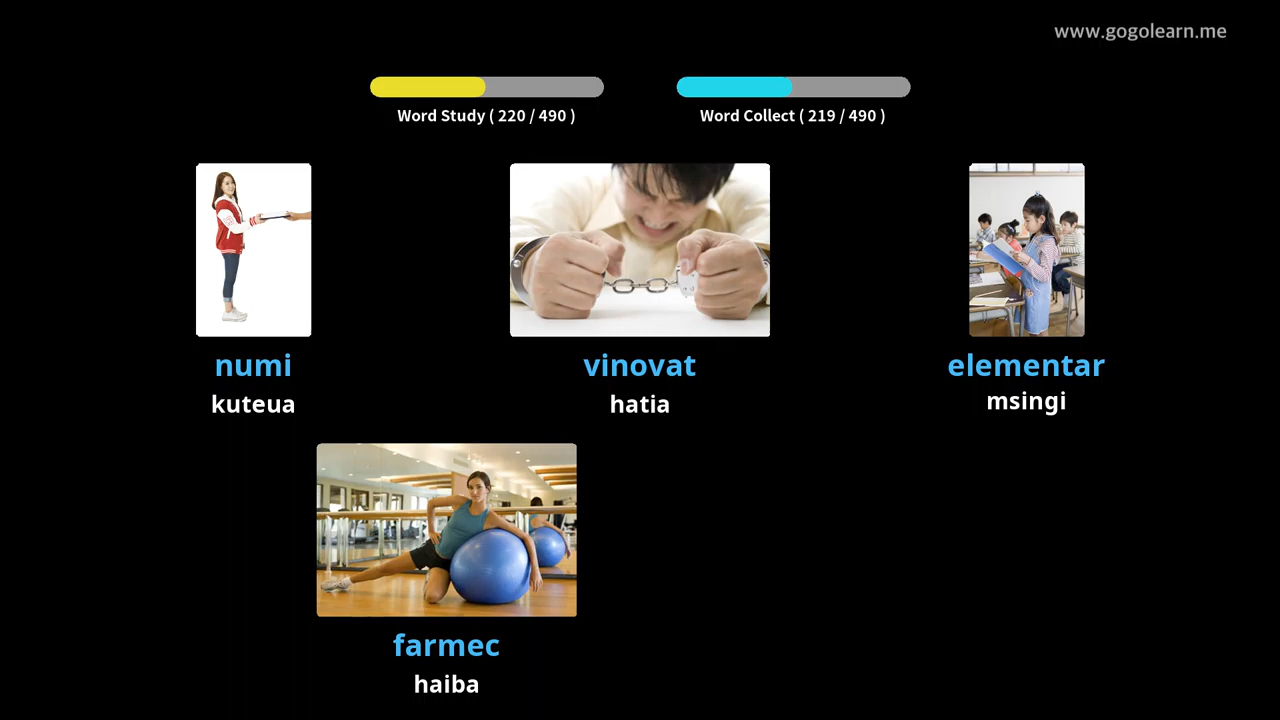 www.gogolearn.me
Word Study ( 220 / 490 )
Word Collect ( 219 / 490 )
numi
kuteua
vinovat
hatia
elementar
msingi
farmec
haiba